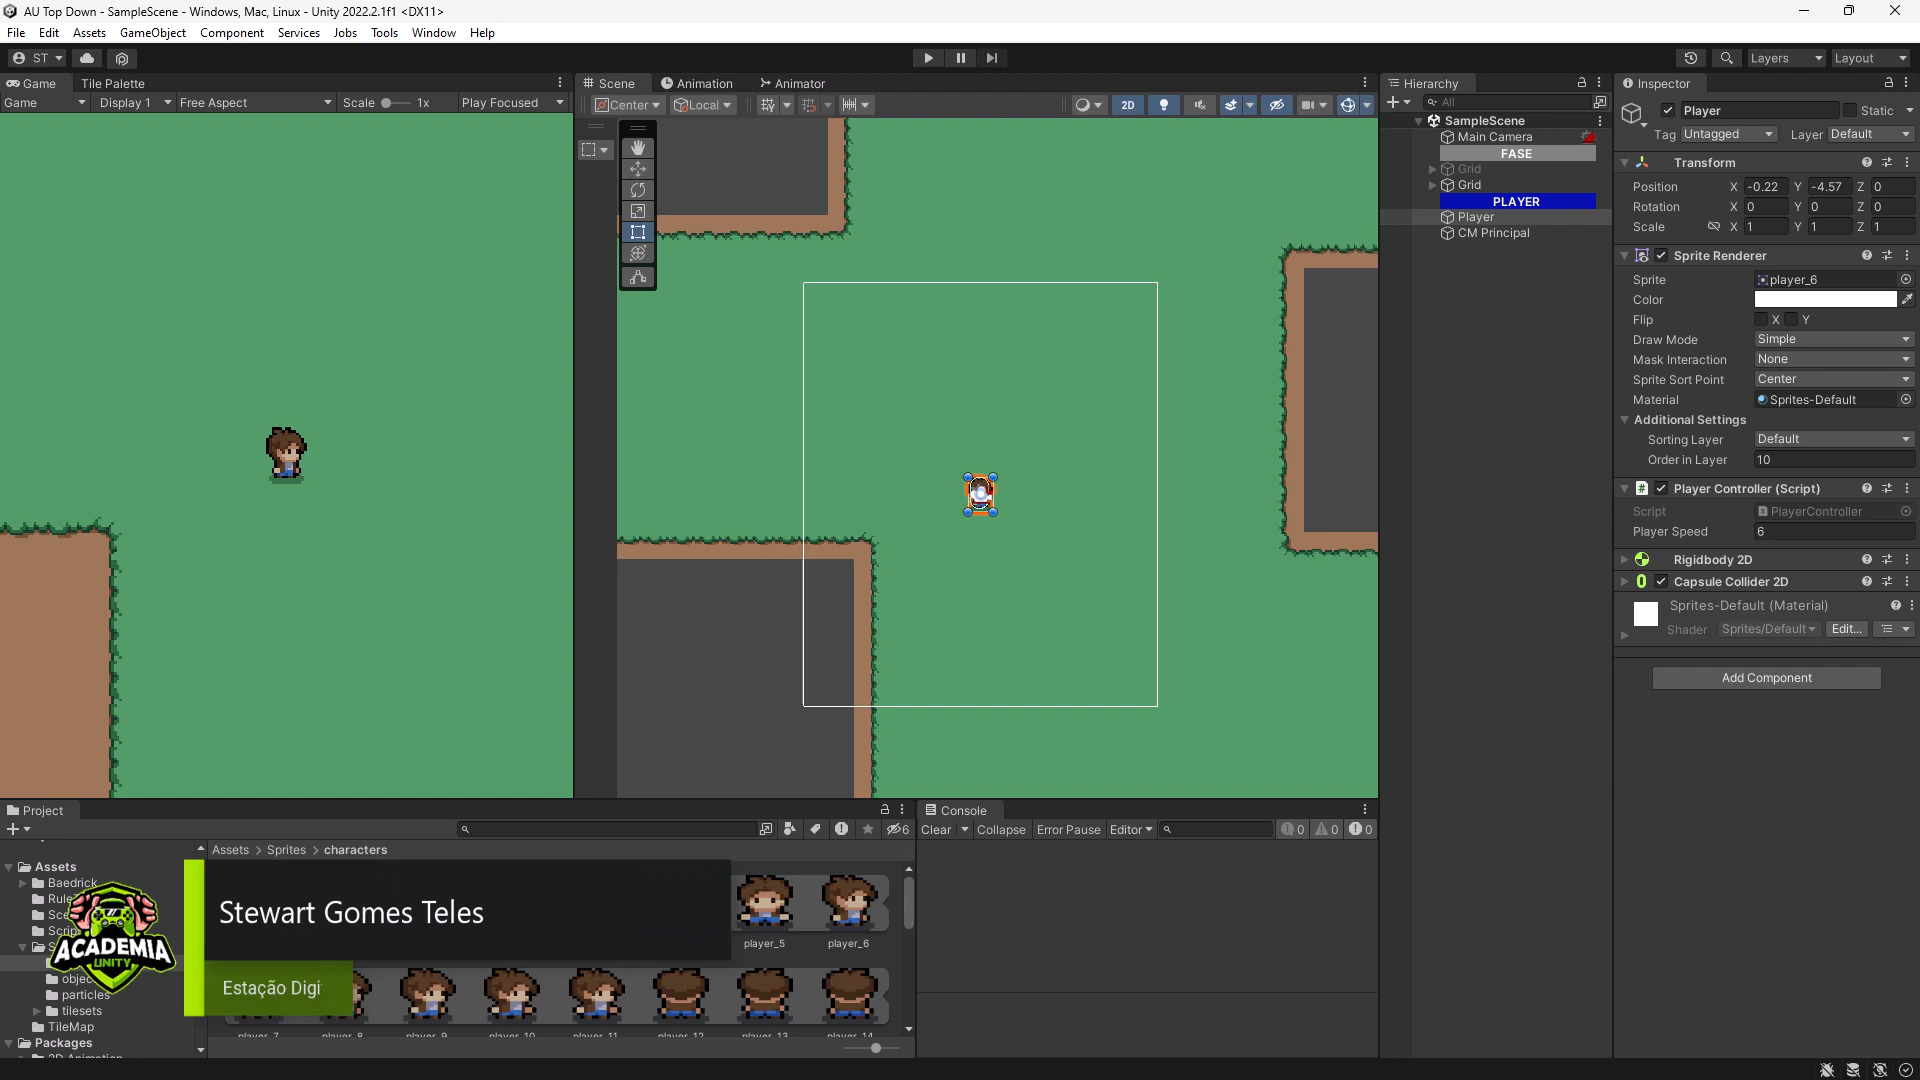 AU Top Down - SampleScene - Windows, Mac, Linux - Unity 2022.2.1f1 <DX11>
File Edit Assets GameObject Component Services Jobs Tools Window Help
ST Layers Layout
Game Tile Palette
Game Display 1 Free Aspect Scale 1x Play Focused
Scene Animation Animator
Center Local 2D
Hierarchy
All
SampleScene
Main Camera
FASE
Grid
Grid
PLAYER
Player
CM Principal
Inspector
Player Static
Tag Untagged Layer Default
Transform
Position X -0.22 Y -4.57 Z 0
Rotation X 0 Y 0 Z 0
Scale X 1 Y 1 Z 1
Sprite Renderer
Sprite player_6
Color
Flip X Y
Draw Mode Simple
Mask Interaction None
Sprite Sort Point Center
Material Sprites-Default
Additional Settings
Sorting Layer Default
Order in Layer 10
Player Controller (Script)
Script PlayerController
Player Speed 6
Rigidbody 2D
Capsule Collider 2D
Sprites-Default (Material)
Shader Sprites/Default Edit...
Add Component
Project
6
Assets > Sprites > characters
Assets
Baedrick
particles
tilesets
TileMap
Packages
player_5 player_6
player_7 player_8 player_9 player_10 player_11 player_12 player_13 player_14
Console
Clear Collapse Error Pause Editor 0 0 0
ACADEMIA
UNITY
Stewart Gomes Teles
Estação Digi